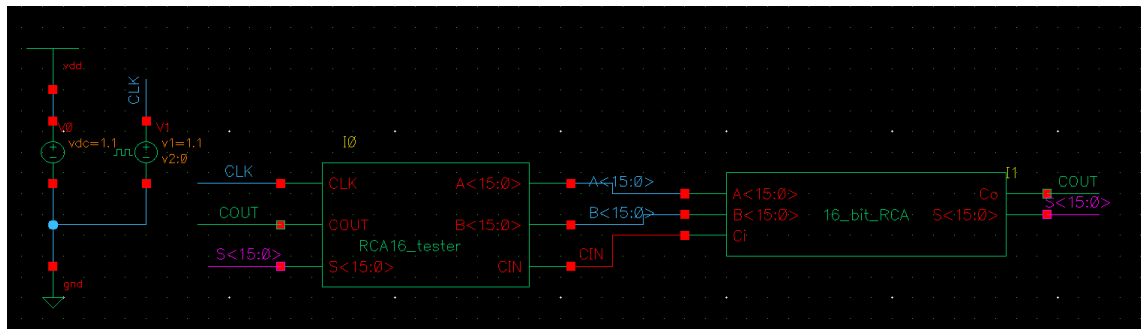 vdd
CLK
V0
vdc=1.1
V1
v1=1.1
v2:0
I0
CLK
COUT
S<15:0>
CLK
COUT
S<15:0>
RCA16_tester
A<15:0>
B<15:0>
CIN
A<15:0>
B<15:0>
CIN
I1
A<15:0>
B<15:0>
Ci
16_bit_RCA
Co
S<15:0>
COUT
S<15:0>
gnd